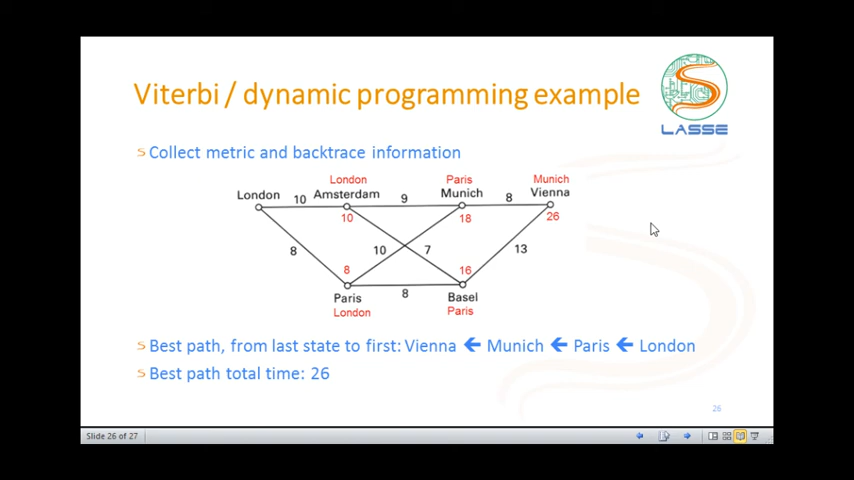 Viterbi / dynamic programming example
LASSE
Collect metric and backtrace information
London Paris Munich
London 10 Amsterdam 9 Munich 8 Vienna
10 18 26
8 10 7 13
8 16
8
Paris Basel
London Paris
Best path, from last state to first: Vienna ← Munich ← Paris ← London
Best path total time: 26
26
Slide 26 of 27